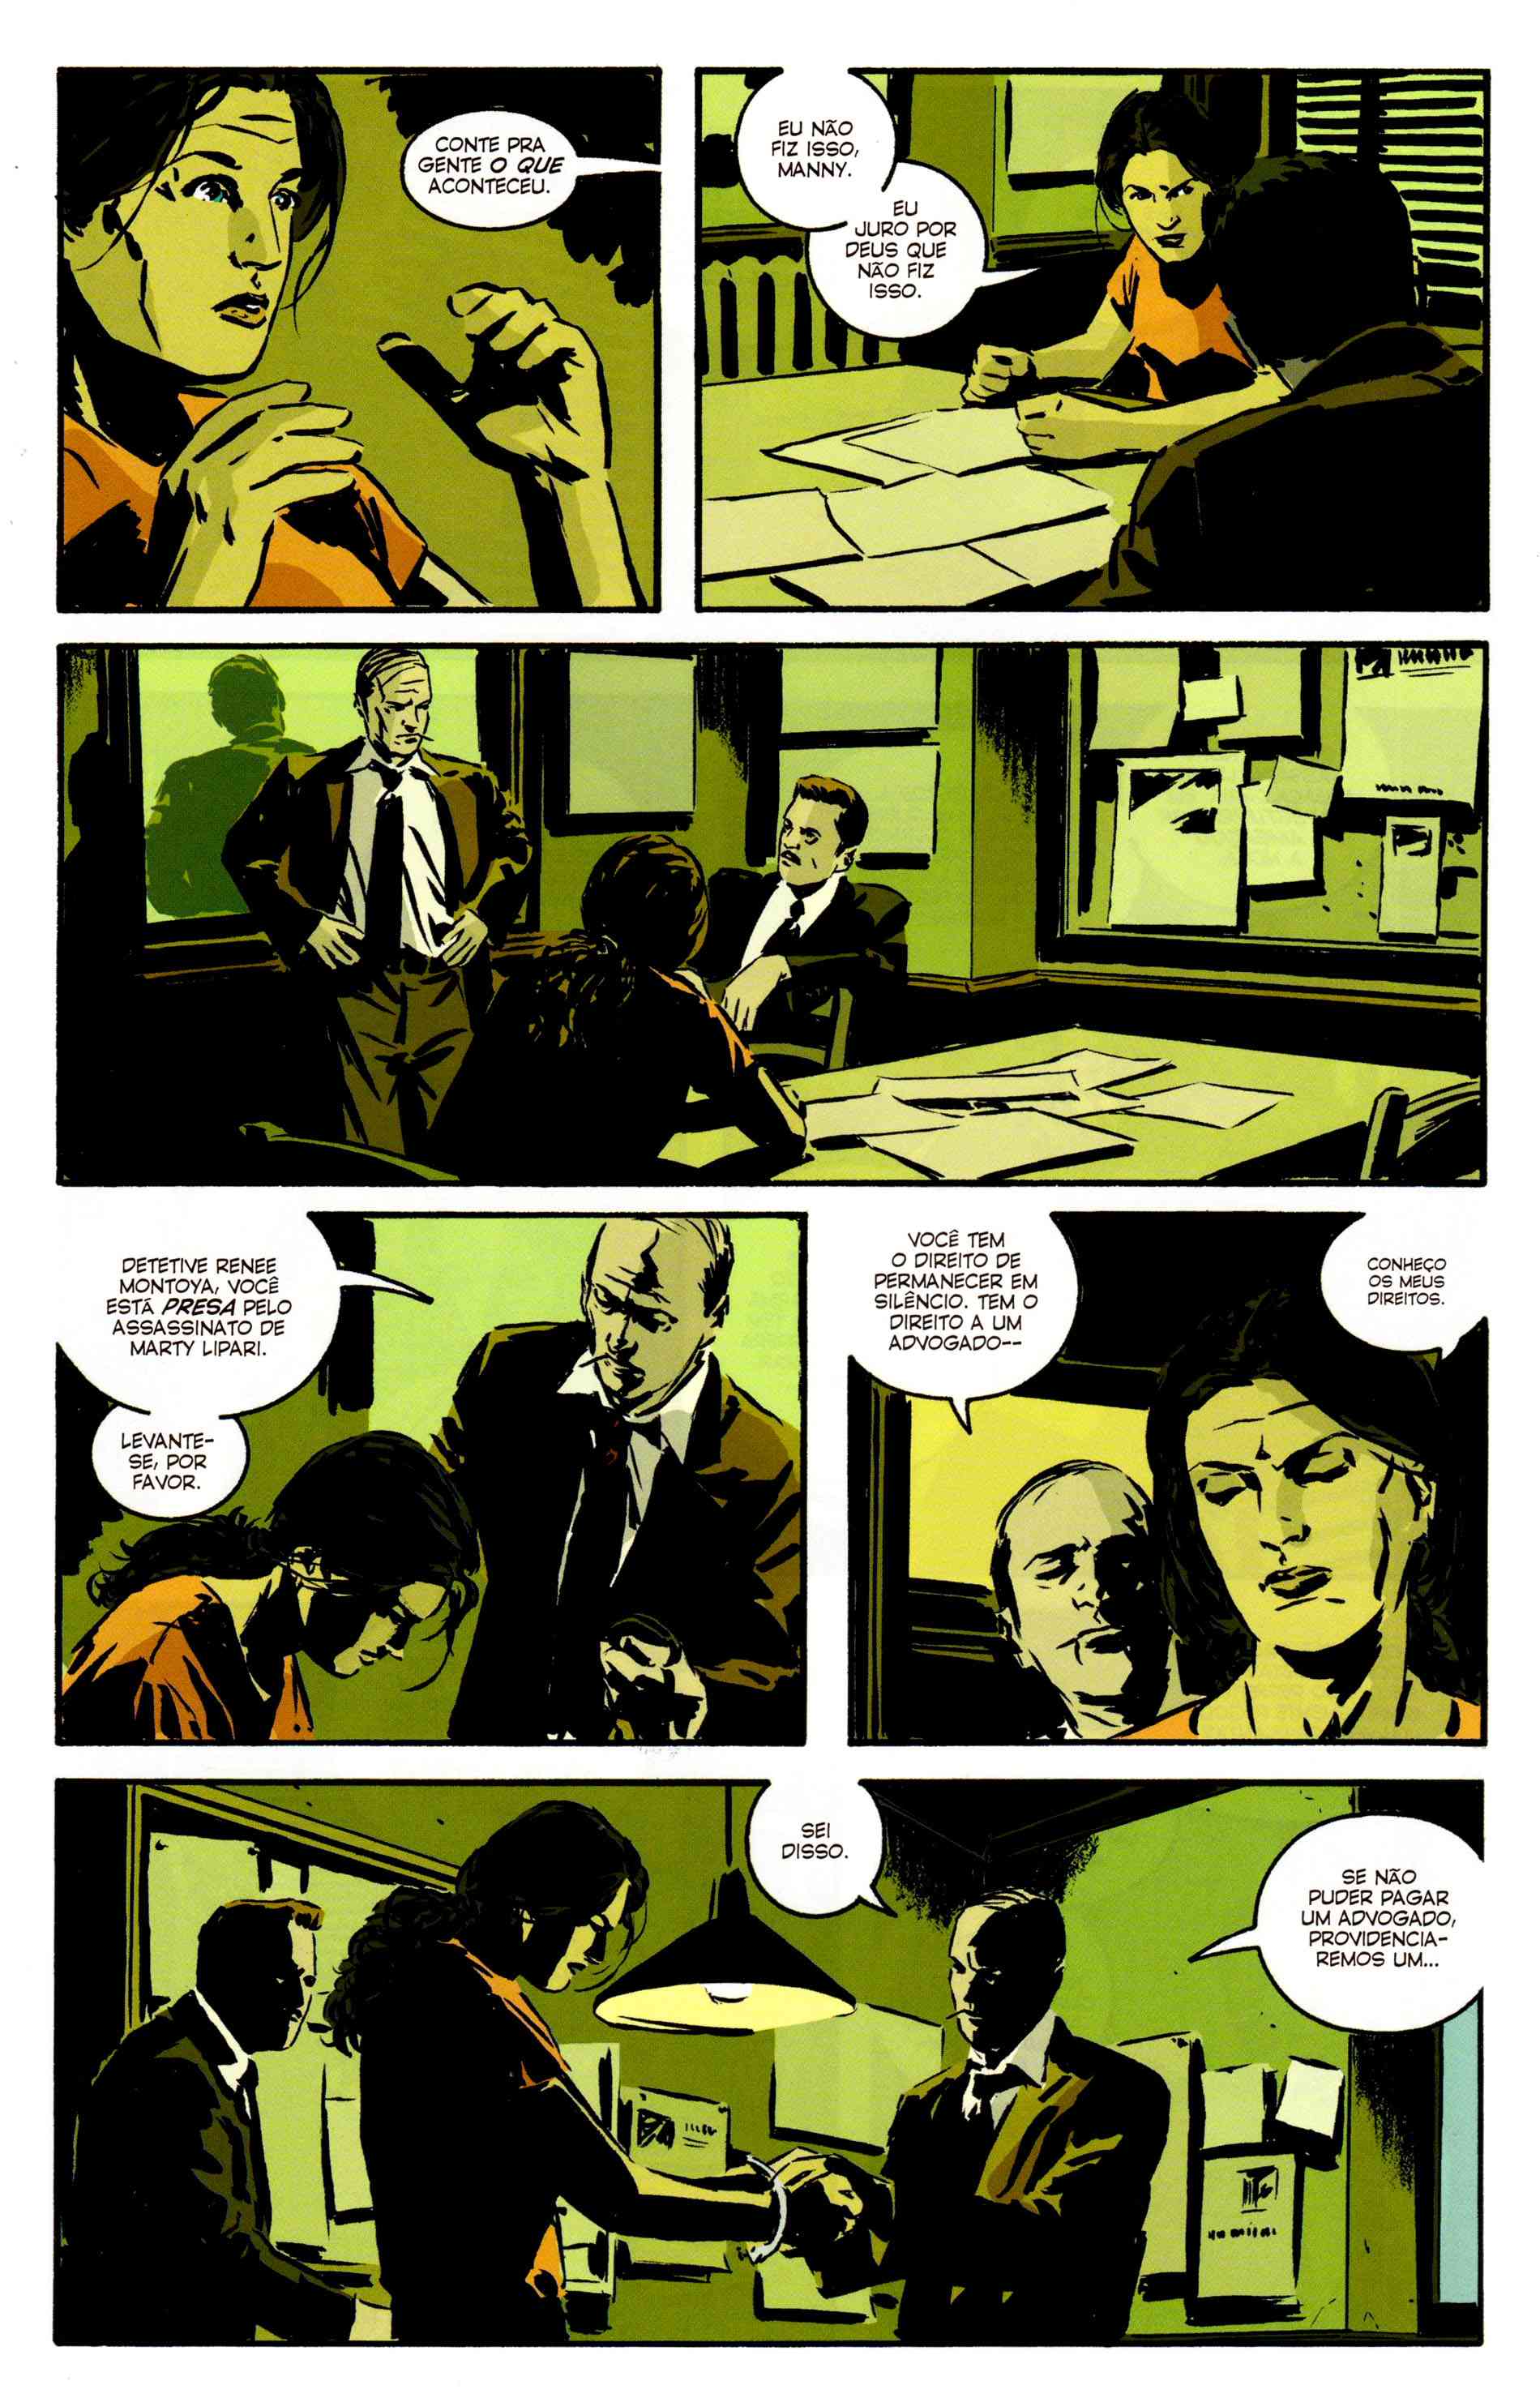 CONTE PRA
GENTE O QUE
ACONTECEU.
EU NÃO
FIZ ISSO,
MANNY.
EU
JURO POR
DEUS QUE
NÃO FIZ
ISSO.
DETETIVE RENEE
MONTOYA, VOCÊ
ESTÁ PRESA PELO
ASSASSINATO DE
MARTY LIPARI.
LEVANTE-
SE, POR
FAVOR.
VOCÊ TEM
O DIREITO DE
PERMANECER EM
SILÊNCIO. TEM O
DIREITO A UM
ADVOGADO--
CONHEÇO
OS MEUS
DIREITOS.
SEI
DISSO.
SE NÃO
PUDER PAGAR
UM ADVOGADO,
PROVIDENCIA-
REMOS UM...